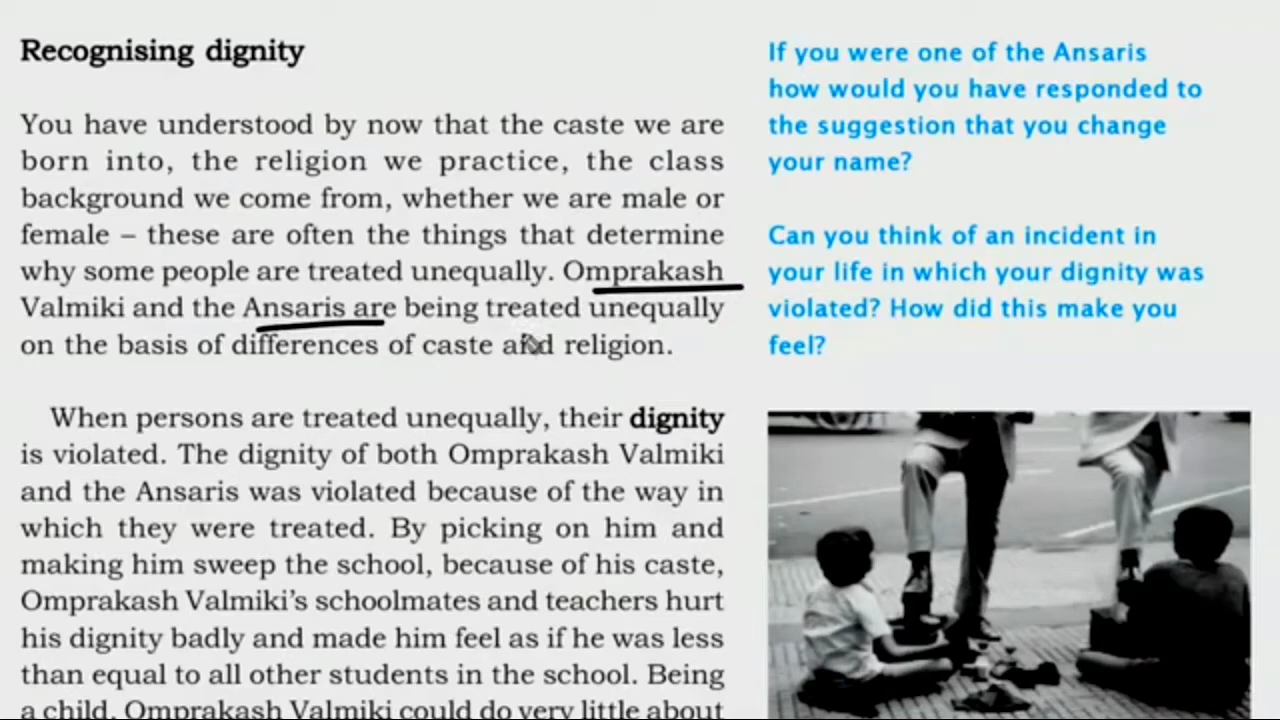 Recognising dignity
You have understood by now that the caste we are
born into, the religion we practice, the class
background we come from, whether we are male or
female – these are often the things that determine
why some people are treated unequally. Omprakash
Valmiki and the Ansaris are being treated unequally
on the basis of differences of caste and religion.
When persons are treated unequally, their dignity
is violated. The dignity of both Omprakash Valmiki
and the Ansaris was violated because of the way in
which they were treated. By picking on him and
making him sweep the school, because of his caste,
Omprakash Valmiki’s schoolmates and teachers hurt
his dignity badly and made him feel as if he was less
than equal to all other students in the school. Being
a child, Omprakash Valmiki could do very little about
If you were one of the Ansaris
how would you have responded to
the suggestion that you change
your name?
Can you think of an incident in
your life in which your dignity was
violated? How did this make you
feel?